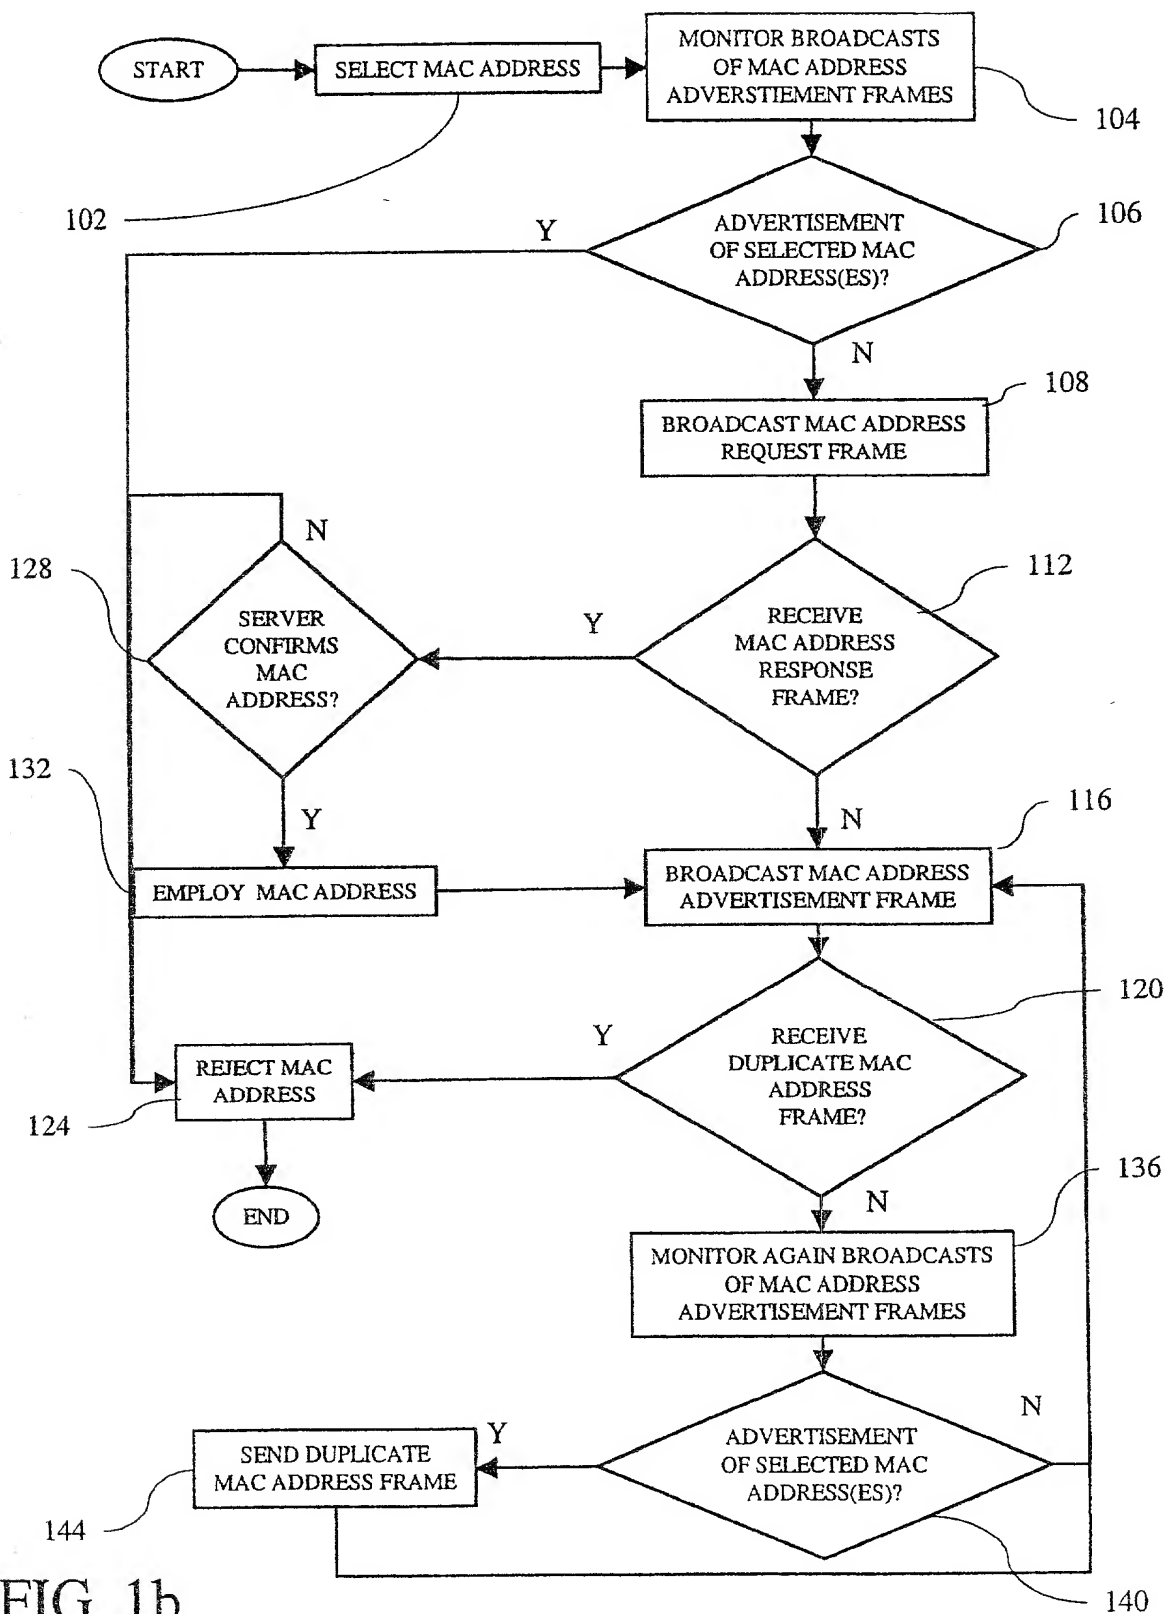 START
SELECT MAC ADDRESS
MONITOR BROADCASTS
OF MAC ADDRESS
ADVERSTIEMENT FRAMES
104
102
Y
ADVERTISEMENT
OF SELECTED MAC
ADDRESS(ES)?
106
N
108
BROADCAST MAC ADDRESS
REQUEST FRAME
N
128
SERVER
CONFIRMS
MAC
ADDRESS?
Y
RECEIVE
MAC ADDRESS
RESPONSE
FRAME?
112
132
Y
N
116
EMPLOY MAC ADDRESS
BROADCAST MAC ADDRESS
ADVERTISEMENT FRAME
120
Y
RECEIVE
DUPLICATE MAC
ADDRESS
FRAME?
REJECT MAC
ADDRESS
124
END
N
136
MONITOR AGAIN BROADCASTS
OF MAC ADDRESS
ADVERTISEMENT FRAMES
N
Y
ADVERTISEMENT
OF SELECTED MAC
ADDRESS(ES)?
SEND DUPLICATE
MAC ADDRESS FRAME
144
140
FIG. 1b